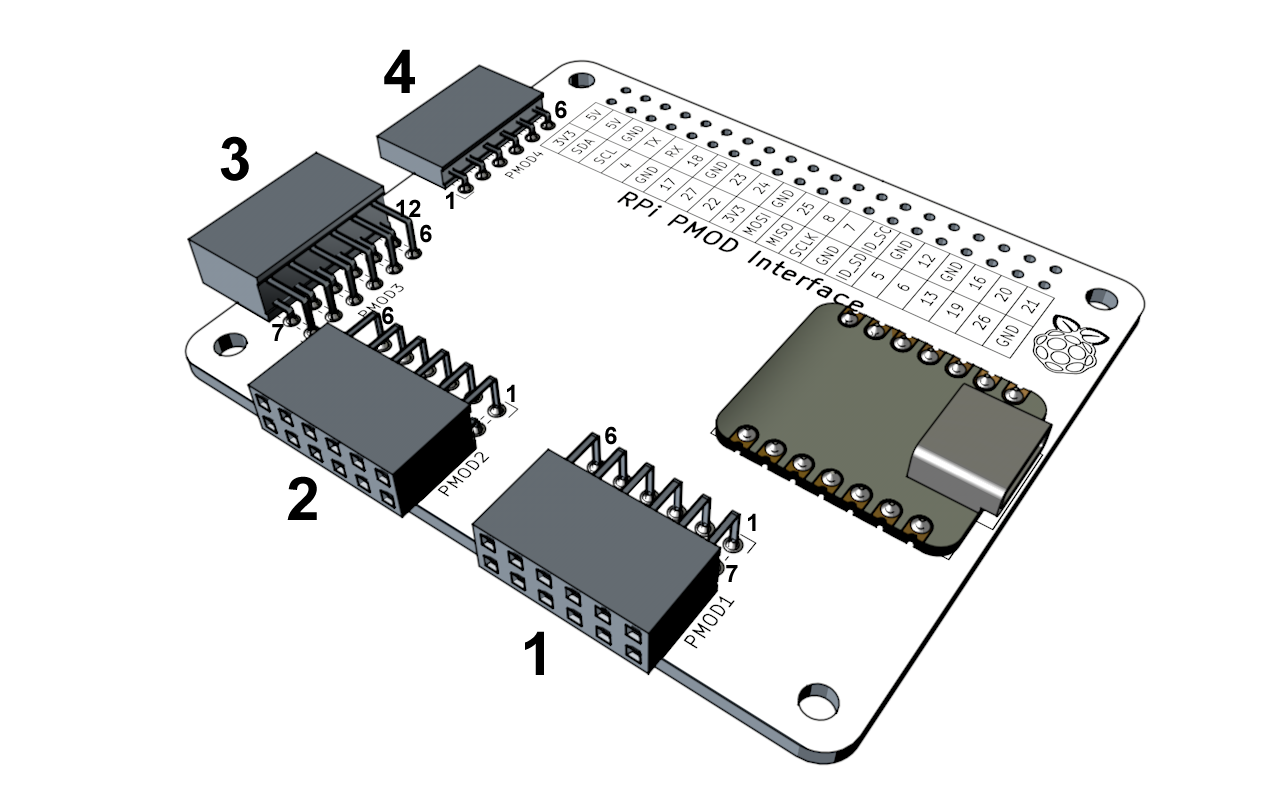 4
6
1
PMOD4
5V 5V GND TX RX 18 GND 23 24 GND 25 8 7 ID_SC GND 12 GND 16 20 21
3V3 SDA SCL 4 GND 17 27 22 3V3 MOSI MISO SCLK GND ID_SD 5 6 13 19 26 GND
RPi PMOD Interface
3
12
6
7
PMOD3
6
1
2
PMOD2
6
1
7
1
PMOD1